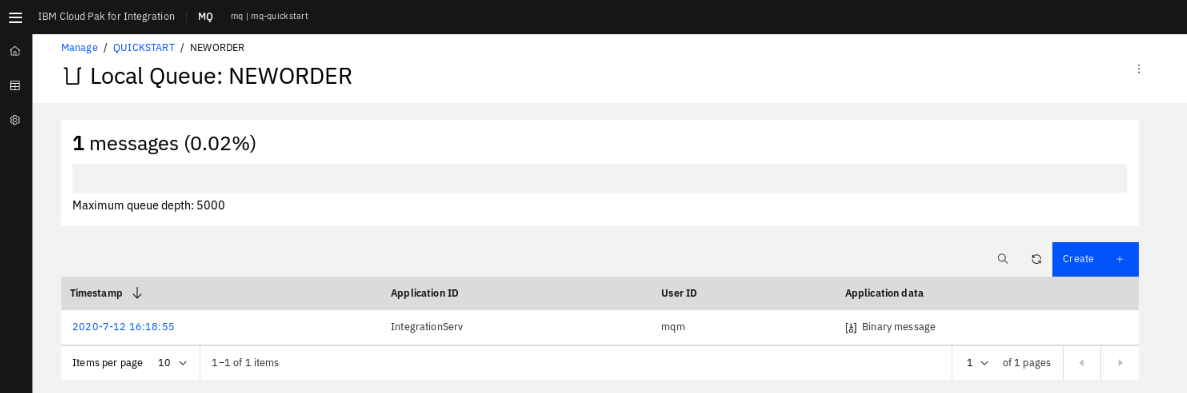 IBM Cloud Pak for Integration MQ mq | mq-quickstart
Manage / QUICKSTART / NEWORDER
Local Queue: NEWORDER
1 messages (0.02%)
Maximum queue depth: 5000
Create +
Timestamp Application ID User ID Application data
2020-7-12 16:18:55 IntegrationServ mqm Binary message
Items per page 10 1–1 of 1 items 1 of 1 pages